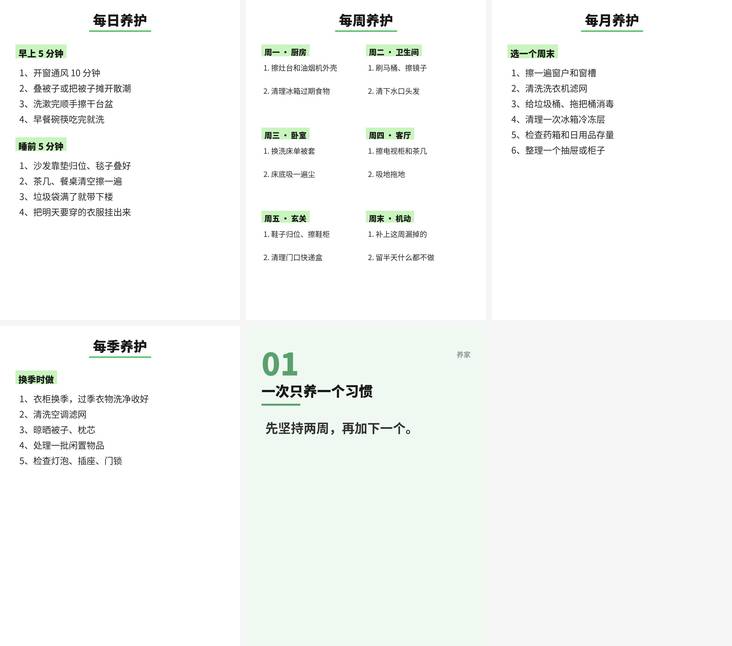 每日养护
早上 5 分钟
1、开窗通风 10 分钟
2、叠被子或把被子摊开散潮
3、洗漱完顺手擦干台盆
4、早餐碗筷吃完就洗
睡前 5 分钟
1、沙发靠垫归位、毯子叠好
2、茶几、餐桌清空擦一遍
3、垃圾袋满了就带下楼
4、把明天要穿的衣服挂出来
每周养护
周一 · 厨房
1. 擦灶台和油烟机外壳
2. 清理冰箱过期食物
周二 · 卫生间
1. 刷马桶、擦镜子
2. 清下水口头发
周三 · 卧室
1. 换洗床单被套
2. 床底吸一遍尘
周四 · 客厅
1. 擦电视柜和茶几
2. 吸地拖地
周五 · 玄关
1. 鞋子归位、擦鞋柜
2. 清理门口快递盒
周末 · 机动
1. 补上这周漏掉的
2. 留半天什么都不做
每月养护
选一个周末
1、擦一遍窗户和窗槽
2、清洗洗衣机滤网
3、给垃圾桶、拖把桶消毒
4、清理一次冰箱冷冻层
5、检查药箱和日用品存量
6、整理一个抽屉或柜子
每季养护
换季时做
1、衣柜换季，过季衣物洗净收好
2、清洗空调滤网
3、晾晒被子、枕芯
4、处理一批闲置物品
5、检查灯泡、插座、门锁
养家
01
一次只养一个习惯
先坚持两周，再加下一个。